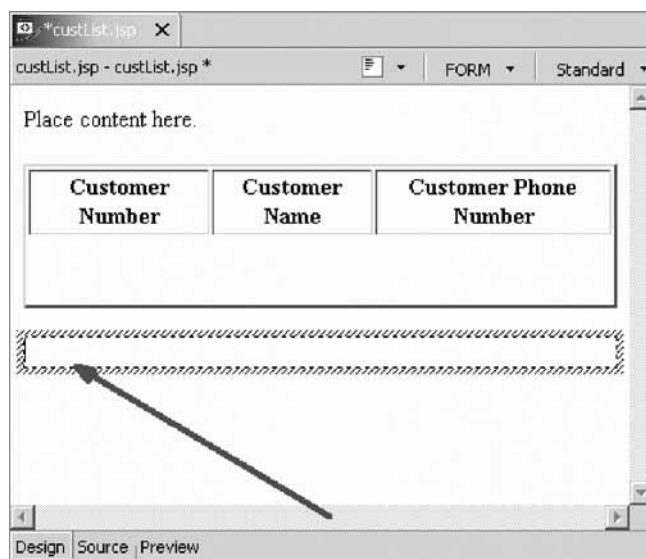 *custList.jsp
custList.jsp - custList.jsp * FORM Standard
Place content here.
Customer Customer Customer Phone
Number Name Number
Design Source Preview